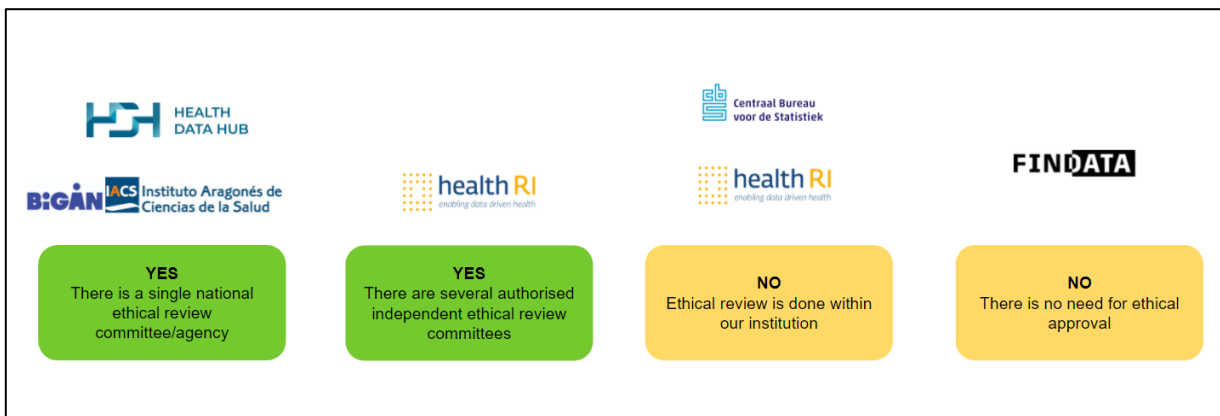 HEALTH
DATA HUB
BIGÁN
IACS
Instituto Aragonés de
Ciencias de la Salud
YES
There is a single national
ethical review
committee/agency
health RI
enabling data driven health
YES
There are several authorised
independent ethical review
committees
cbs
Centraal Bureau
voor de Statistiek
health RI
enabling data driven health
NO
Ethical review is done within
our institution
FINDATA
NO
There is no need for ethical
approval